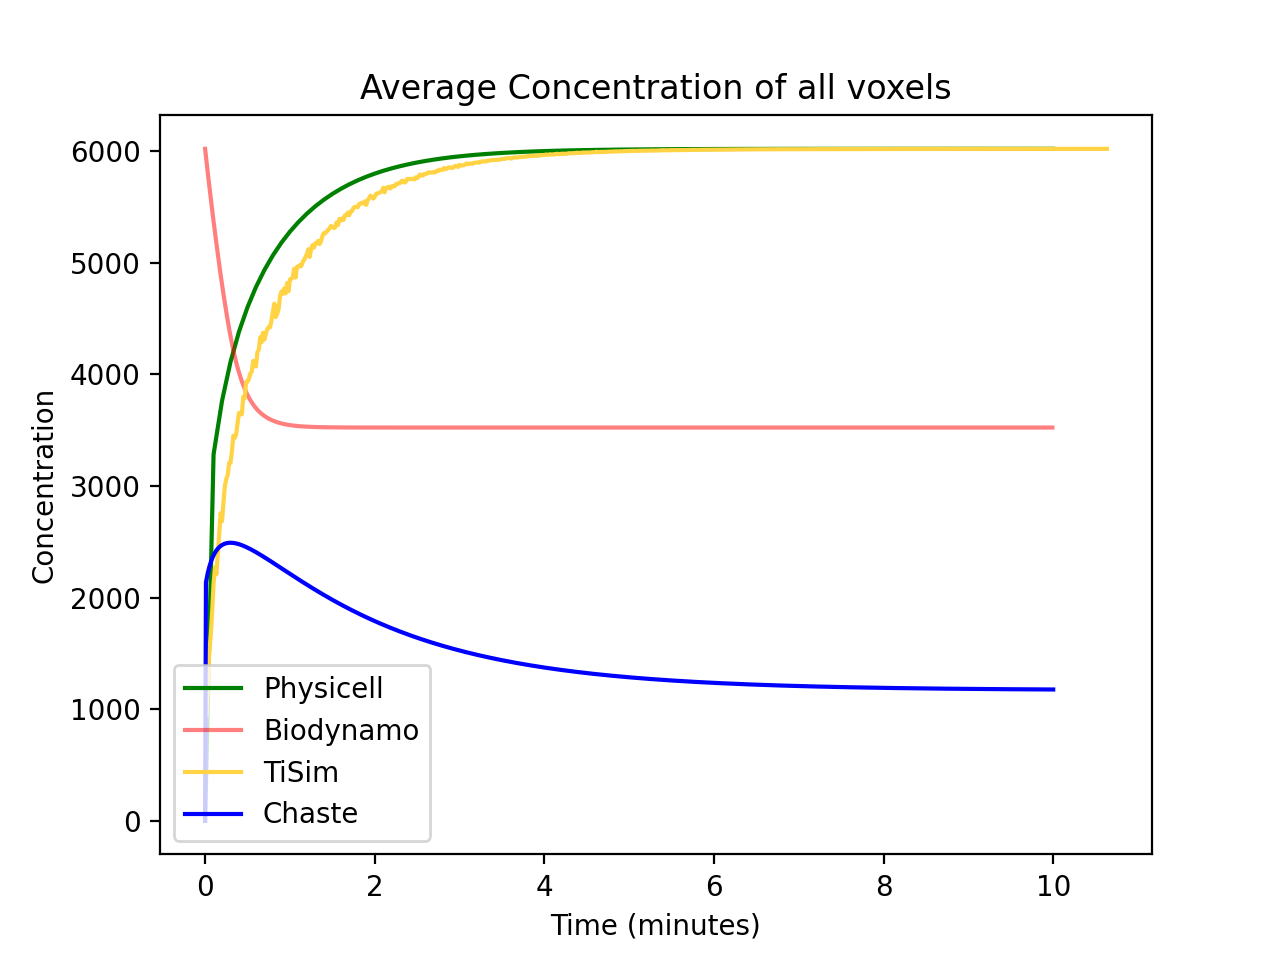 Average Concentration of all voxels
Concentration
6000
5000
4000
3000
2000
1000
0
Physicell
Biodynamo
TiSim
Chaste
0 2 4 6 8 10
Time (minutes)